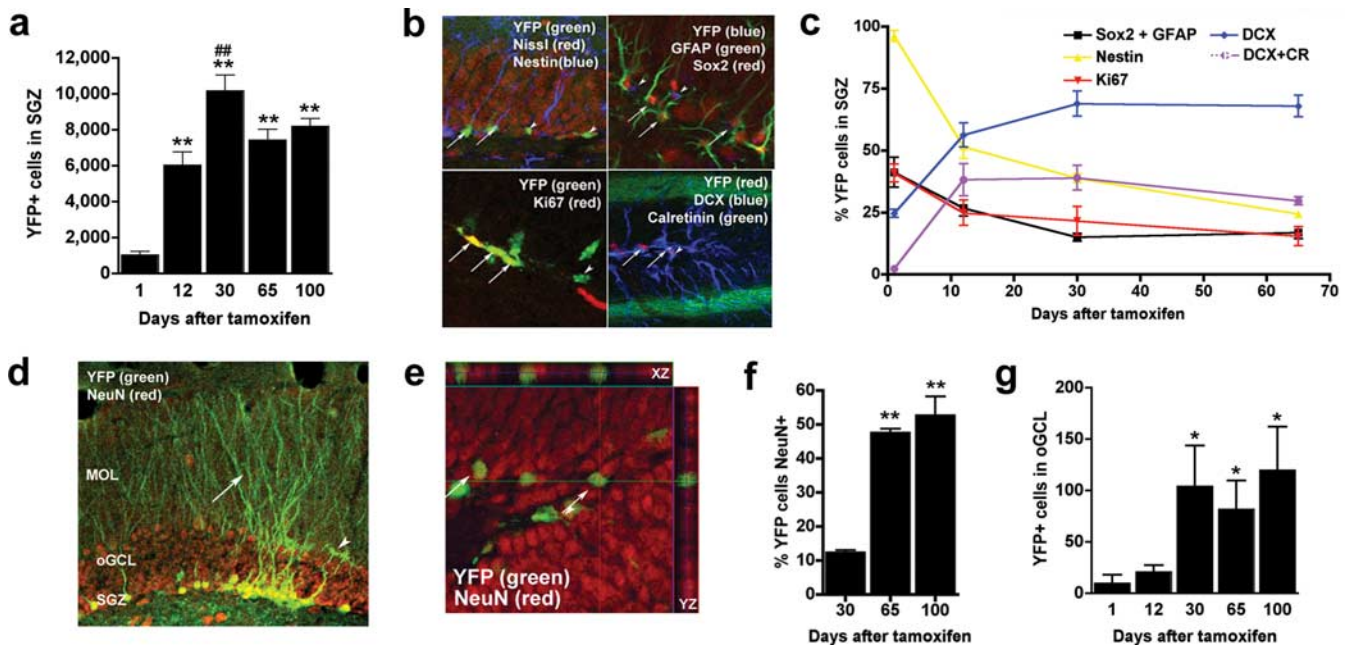 a
YFP+ cells in SGZ
12,000
10,000
8,000
6,000
4,000
2,000
0
**
##
**
**
**
1 12 30 65 100
Days after tamoxifen
b
YFP (green)
Nissl (red)
Nestin(blue)
YFP (blue)
GFAP (green)
Sox2 (red)
YFP (green)
Ki67 (red)
YFP (red)
DCX (blue)
Calretinin (green)
c
% YFP cells in SGZ
100
75
50
25
0
Sox2 + GFAP
Nestin
Ki67
DCX
DCX+CR
0 10 20 30 40 50 60 70
Days after tamoxifen
d
YFP (green)
NeuN (red)
MOL
oGCL
SGZ
e
XZ
YFP (green)
NeuN (red)
YZ
f
% YFP cells NeuN+
60
50
40
30
20
10
0
**
**
30 65 100
Days after tamoxifen
g
YFP+ cells in oGCL
200
150
100
50
0
*
*
*
1 12 30 65 100
Days after tamoxifen